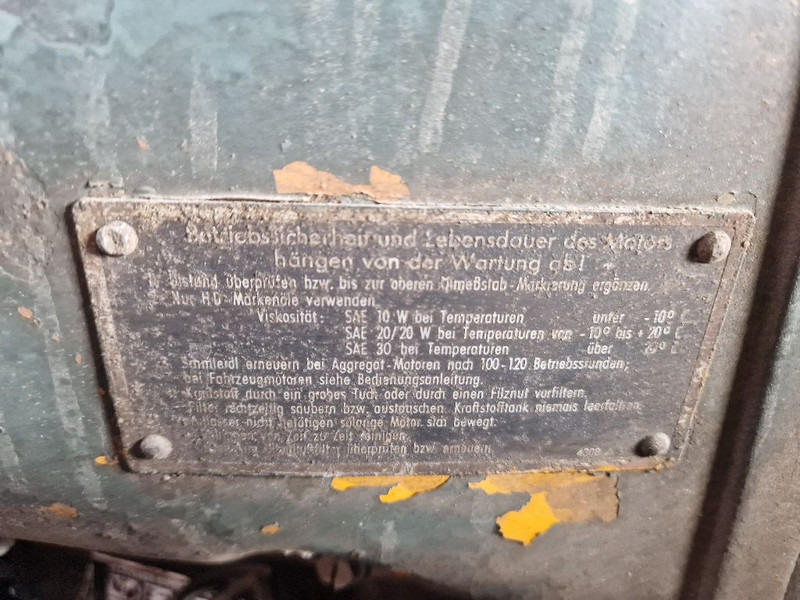 Betriebssicherheit und Lebensdauer des Motors
hängen von der Wartung ab!
überprüfen bzw. bis zur oberen Ölmeßstab-Markierung ergänzen.
Nur HD-Markenöle verwenden
Viskosität: SAE 10 W bei Temperaturen unter -10°C
SAE 20/20 W bei Temperaturen von -10° bis +20°C
SAE 30 bei Temperaturen über 20°C
Schmieröl erneuern bei Aggregat-Motoren nach 100-120 Betriebsstunden;
bei Fahrzeugmotoren siehe Bedienungsanleitung.
Kraftstoff durch ein großes Tuch oder durch einen Filznut vorfiltern.
Filter rechtzeitig säubern bzw. austauschen. Kraftstofftank niemals leerfahren.
Anlasser nicht betätigen solange Motor sich bewegt.
von Zeit zu Zeit reinigen
überprüfen bzw. erneuern
4208